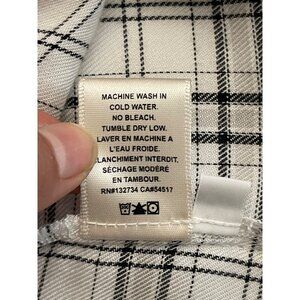 MACHINE WASH IN
COLD WATER.
NO BLEACH.
TUMBLE DRY LOW.
LAVER EN MACHINE A
L'EAU FROIDE.
LANCHIMENT INTERDIT,
SÉCHAGE MODÉRÉ
EN TAMBOUR.
RN#132734 CA#54517